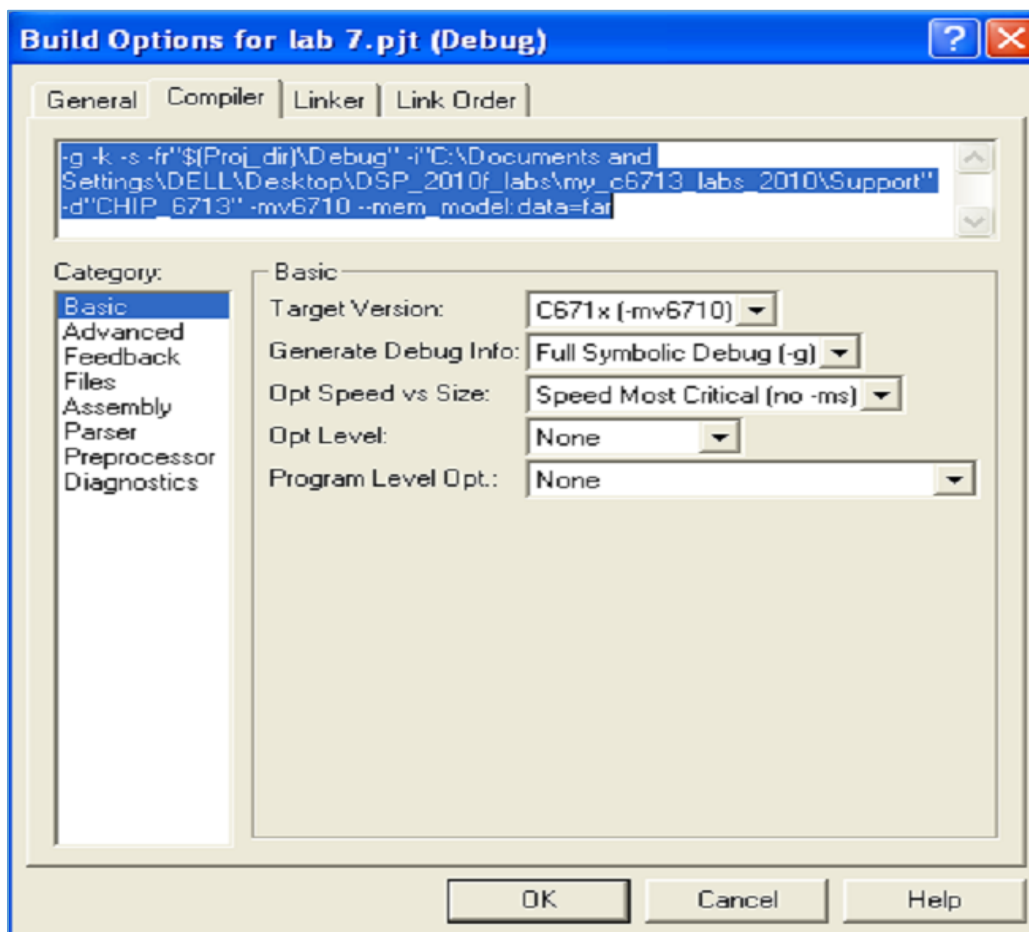 Build Options for lab 7.pjt (Debug)
General Compiler Linker Link Order
-g -k -s -fr"$(Proj_dir)\Debug" -i"C:\Documents and
Settings\DELL\Desktop\DSP_2010f_labs\my_c6713_labs_2010\Support"
-d"CHIP_6713" -mv6710 --mem_model:data=far
Category:
Basic
Advanced
Feedback
Files
Assembly
Parser
Preprocessor
Diagnostics
Basic
Target Version: C671x (-mv6710)
Generate Debug Info: Full Symbolic Debug (-g)
Opt Speed vs Size: Speed Most Critical (no -ms)
Opt Level: None
Program Level Opt.: None
OK Cancel Help